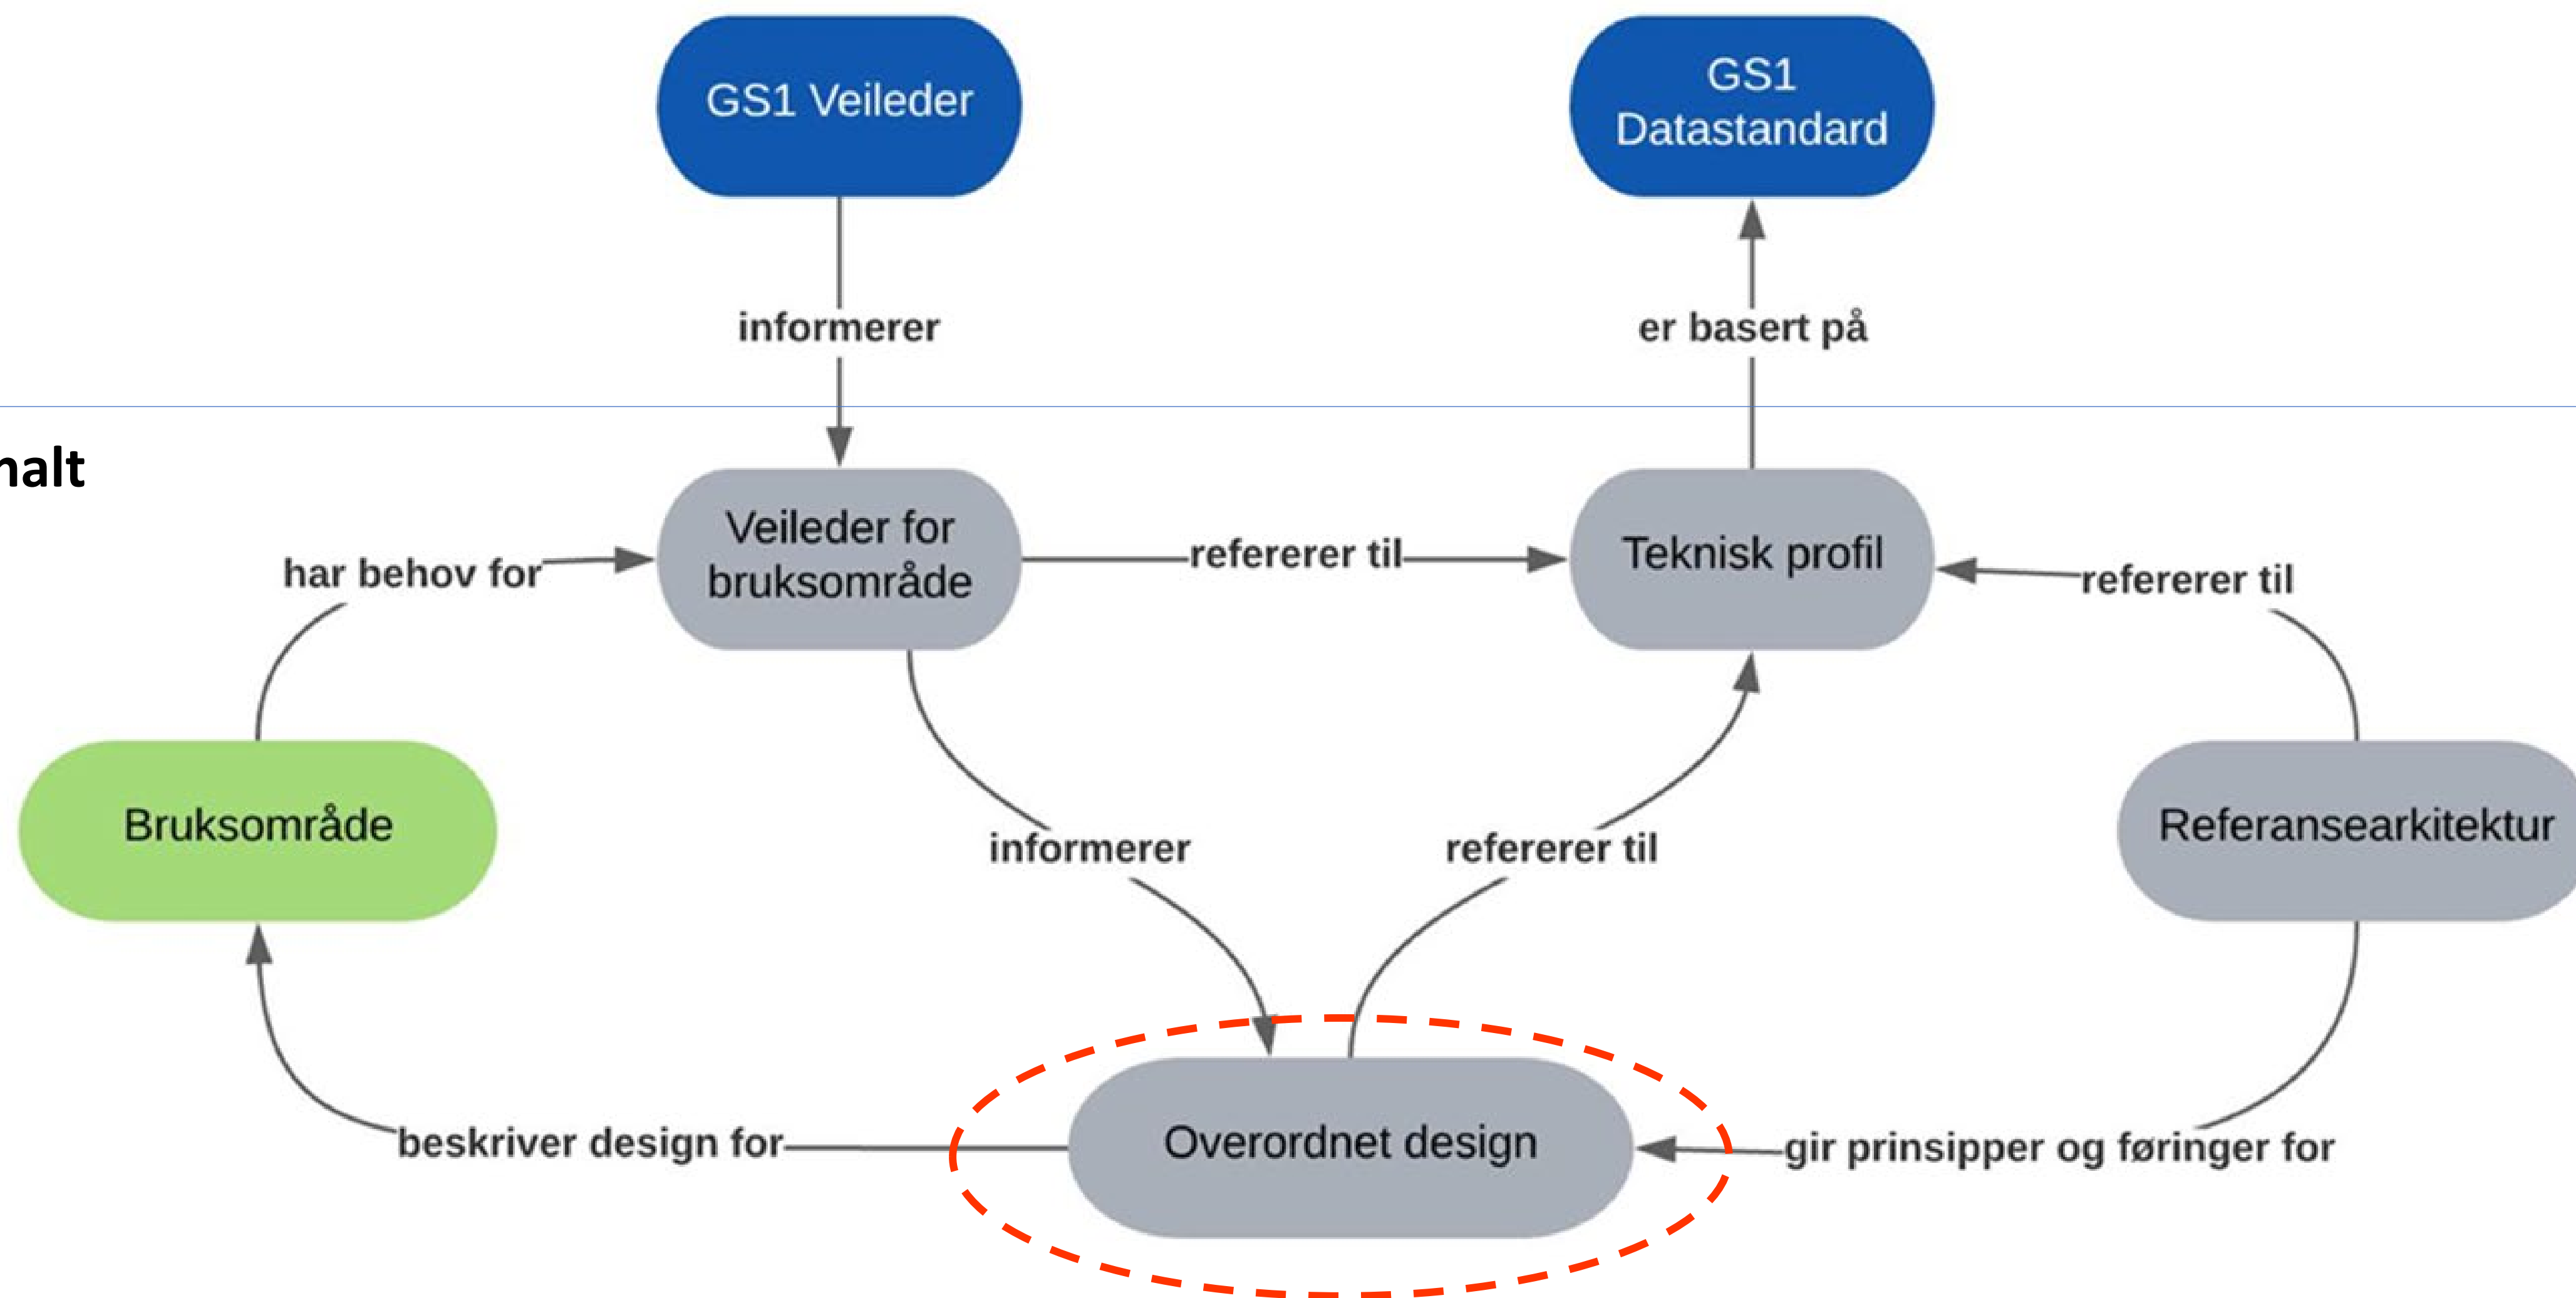 GS1 Veileder
GS1
Datastandard
informerer
er basert på
nalt
Veileder for
bruksområde
Teknisk profil
har behov for
refererer til
refererer til
Bruksområde
Referansearkitektur
informerer
refererer til
Overordnet design
beskriver design for
gir prinsipper og føringer for